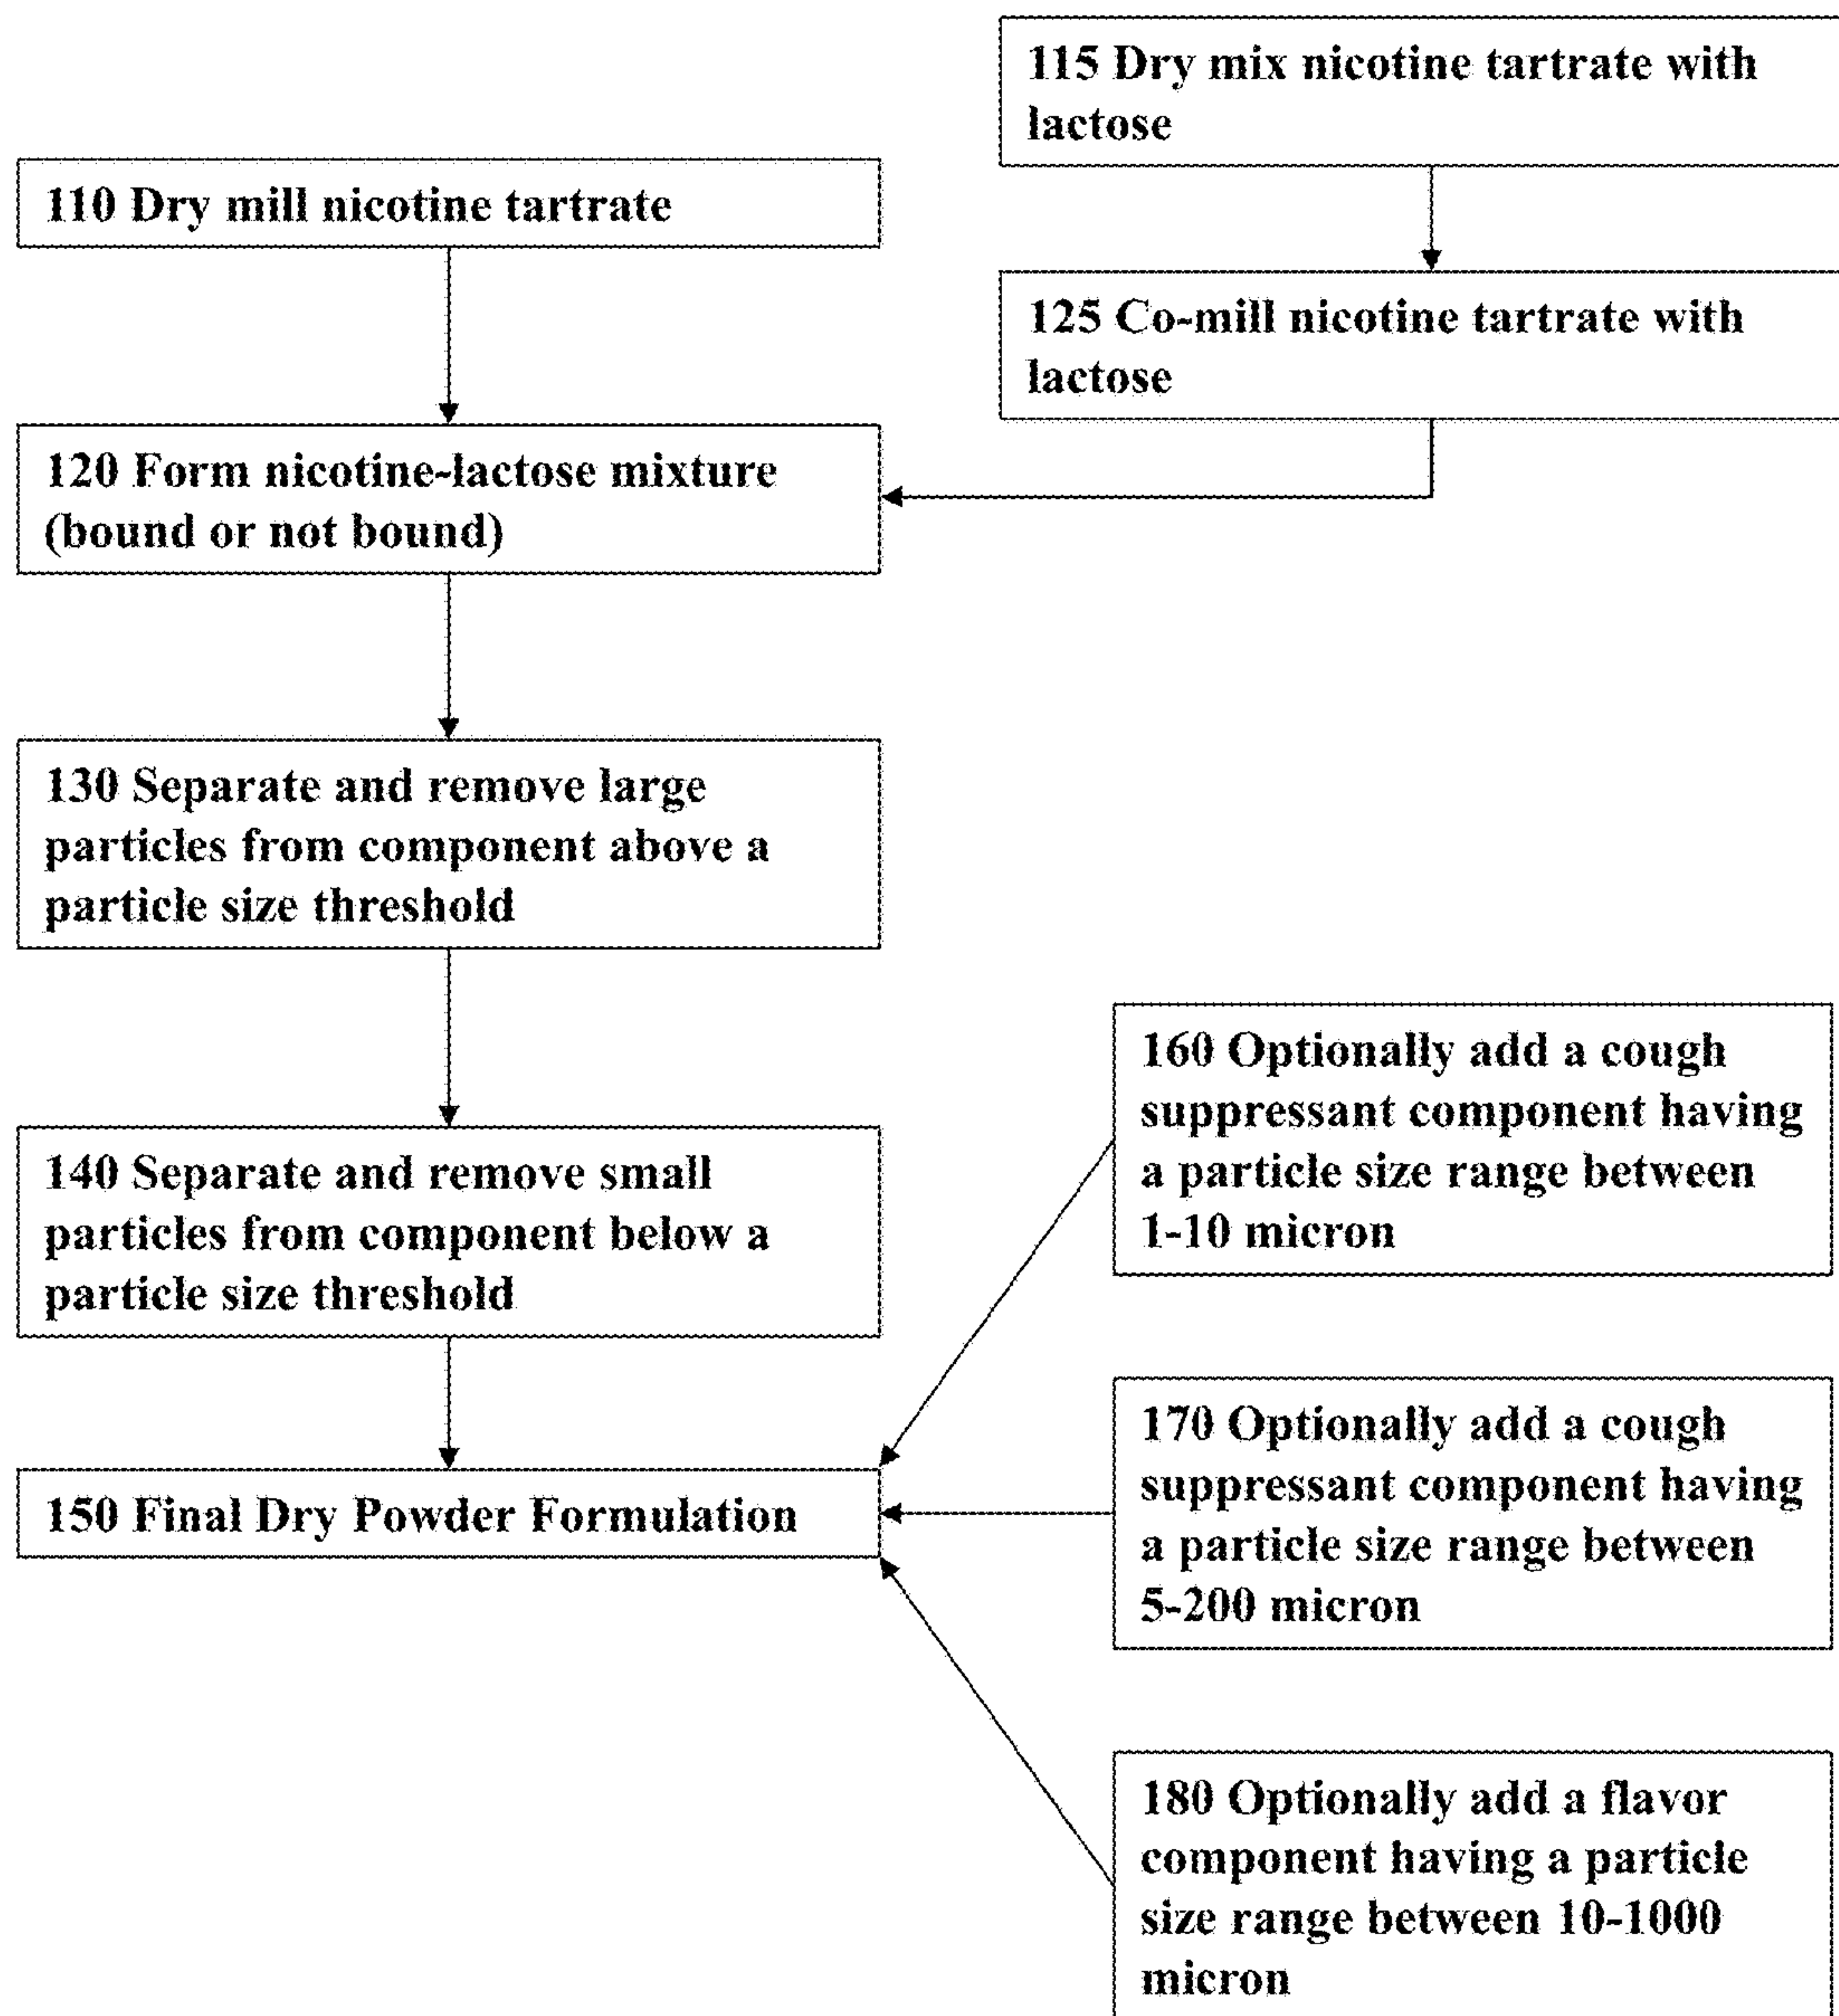 115 Dry mix nicotine tartrate with
lactose
110 Dry mill nicotine tartrate
125 Co-mill nicotine tartrate with
lactose
120 Form nicotine-lactose mixture
(bound or not bound)
130 Separate and remove large
particles from component above a
particle size threshold
160 Optionally add a cough
suppressant component having
a particle size range between
1-10 micron
140 Separate and remove small
particles from component below a
particle size threshold
170 Optionally add a cough
suppressant component having
a particle size range between
5-200 micron
150 Final Dry Powder Formulation
180 Optionally add a flavor
component having a particle
size range between 10-1000
micron